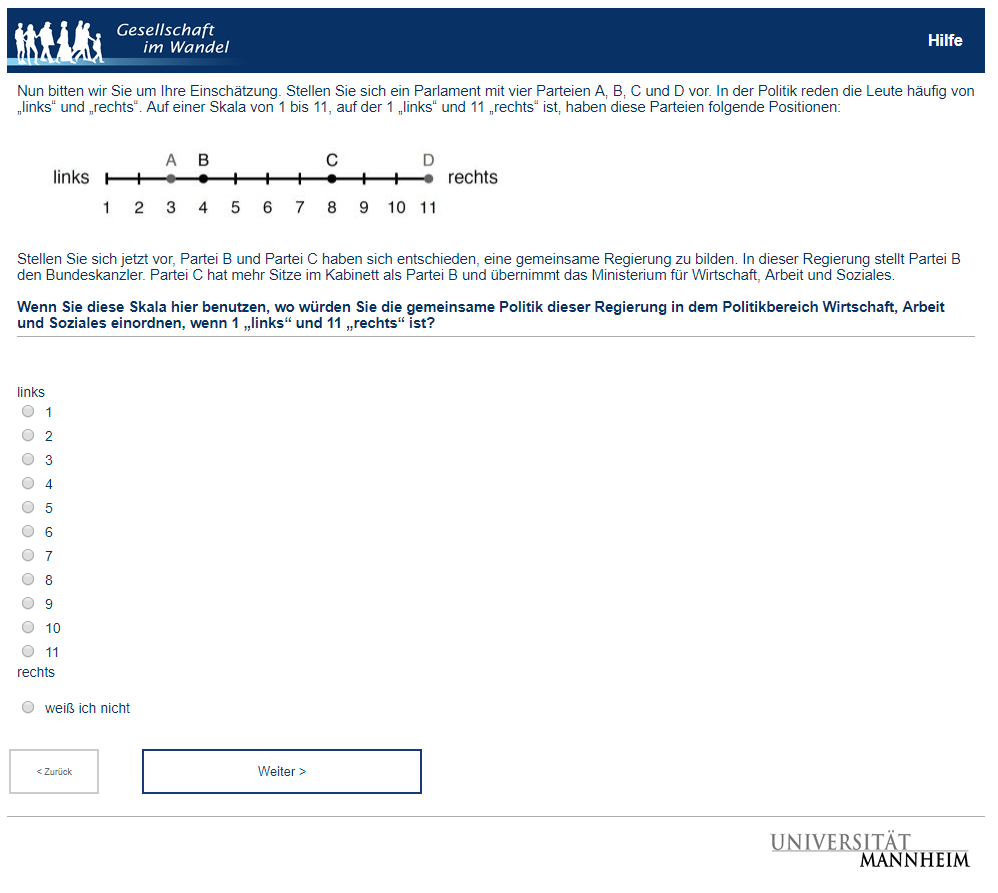 Gesellschaft
im Wandel
Hilfe
Nun bitten wir Sie um Ihre Einschätzung. Stellen Sie sich ein Parlament mit vier Parteien A, B, C und D vor. In der Politik reden die Leute häufig von
„links“ und „rechts“. Auf einer Skala von 1 bis 11, auf der 1 „links“ und 11 „rechts“ ist, haben diese Parteien folgende Positionen:
A B C D
links rechts
1 2 3 4 5 6 7 8 9 10 11
Stellen Sie sich jetzt vor, Partei B und Partei C haben sich entschieden, eine gemeinsame Regierung zu bilden. In dieser Regierung stellt Partei B
den Bundeskanzler. Partei C hat mehr Sitze im Kabinett als Partei B und übernimmt das Ministerium für Wirtschaft, Arbeit und Soziales.
Wenn Sie diese Skala hier benutzen, wo würden Sie die gemeinsame Politik dieser Regierung in dem Politikbereich Wirtschaft, Arbeit
und Soziales einordnen, wenn 1 „links“ und 11 „rechts“ ist?
links
1
2
3
4
5
6
7
8
9
10
11
rechts
weiß ich nicht
< Zurück
Weiter >
UNIVERSITÄT
MANNHEIM